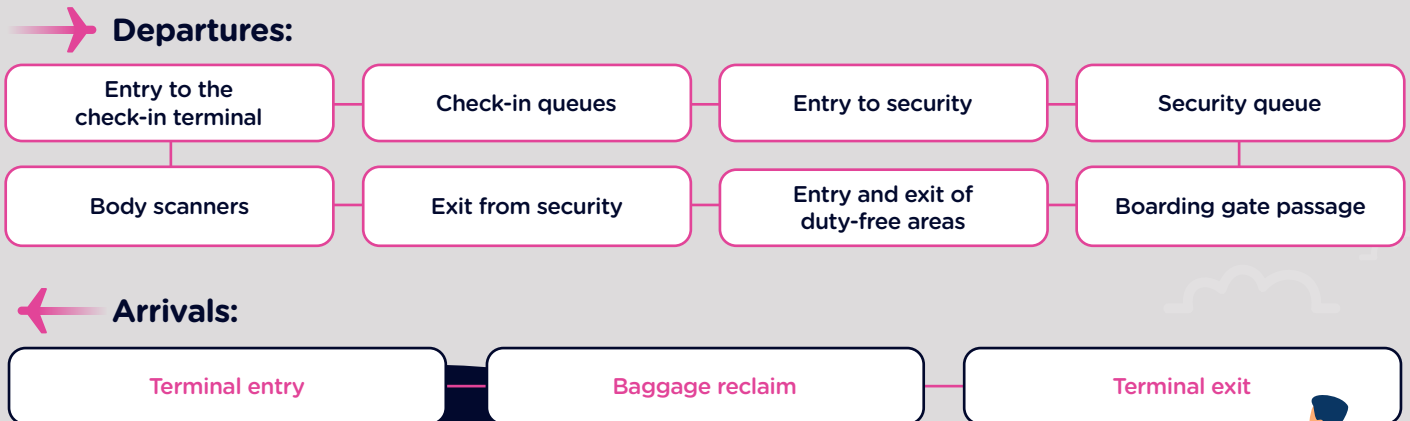 Departures:
Entry to the
check-in terminal
Check-in queues
Entry to security
Security queue
Body scanners
Exit from security
Entry and exit of
duty-free areas
Boarding gate passage
Arrivals:
Terminal entry
Baggage reclaim
Terminal exit